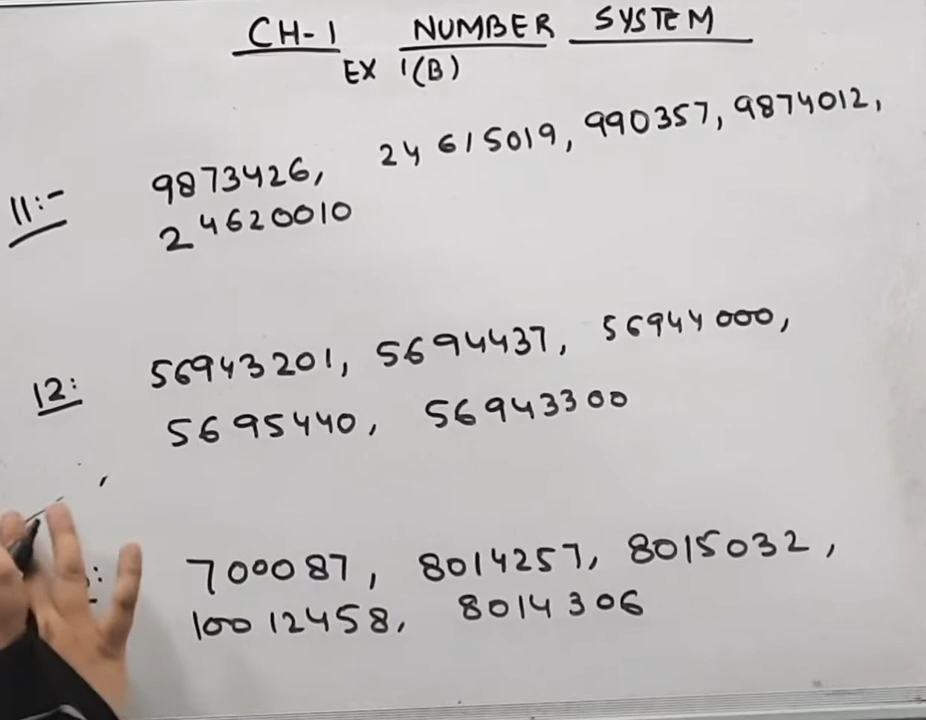 CH-1 NUMBER SYSTEM
EX 1(B)
11:- 9873426, 24615019, 990357, 9874012,
24620010
12: 56943201, 5694437, 56944000,
5695440, 56943300
: 700087, 8014257, 8015032,
10012458, 8014306